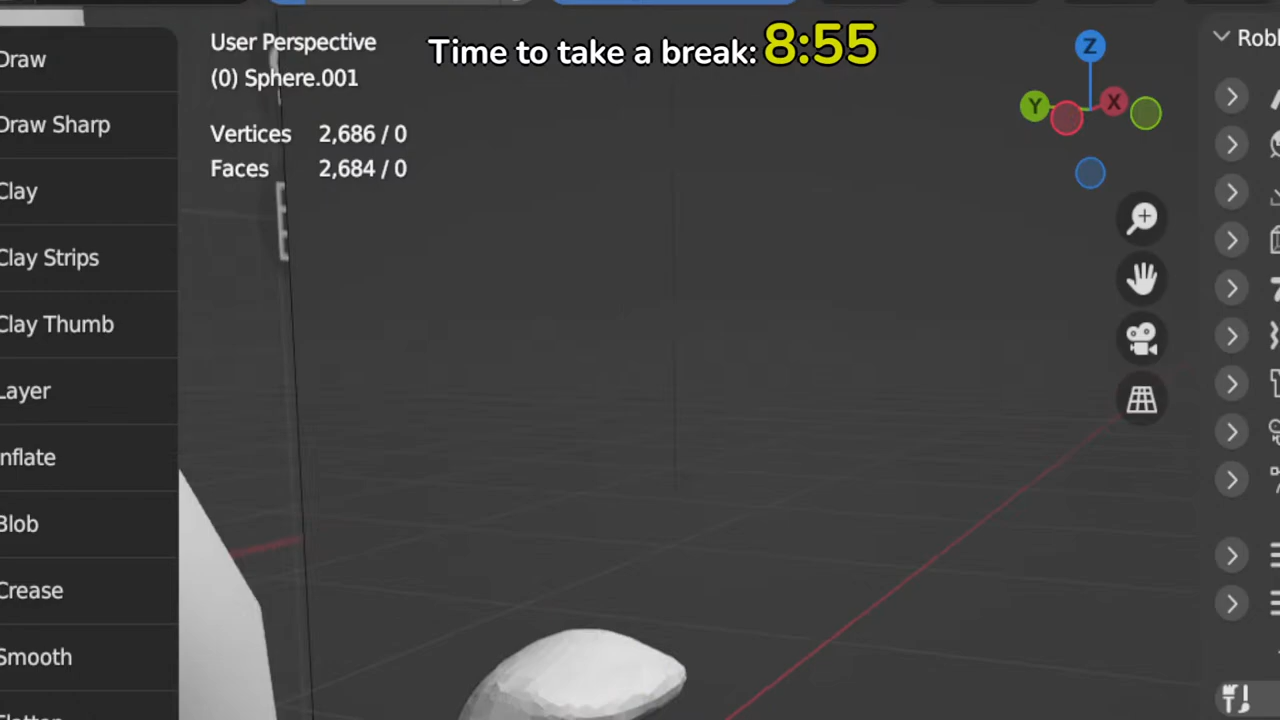 Time to take a break: 8:55
User Perspective
(0) Sphere.001
Vertices 2,686 / 0
Faces 2,684 / 0
Draw
Draw Sharp
Clay
Clay Strips
Clay Thumb
Layer
nflate
Blob
Crease
Smooth
Z
Y
X
Robl